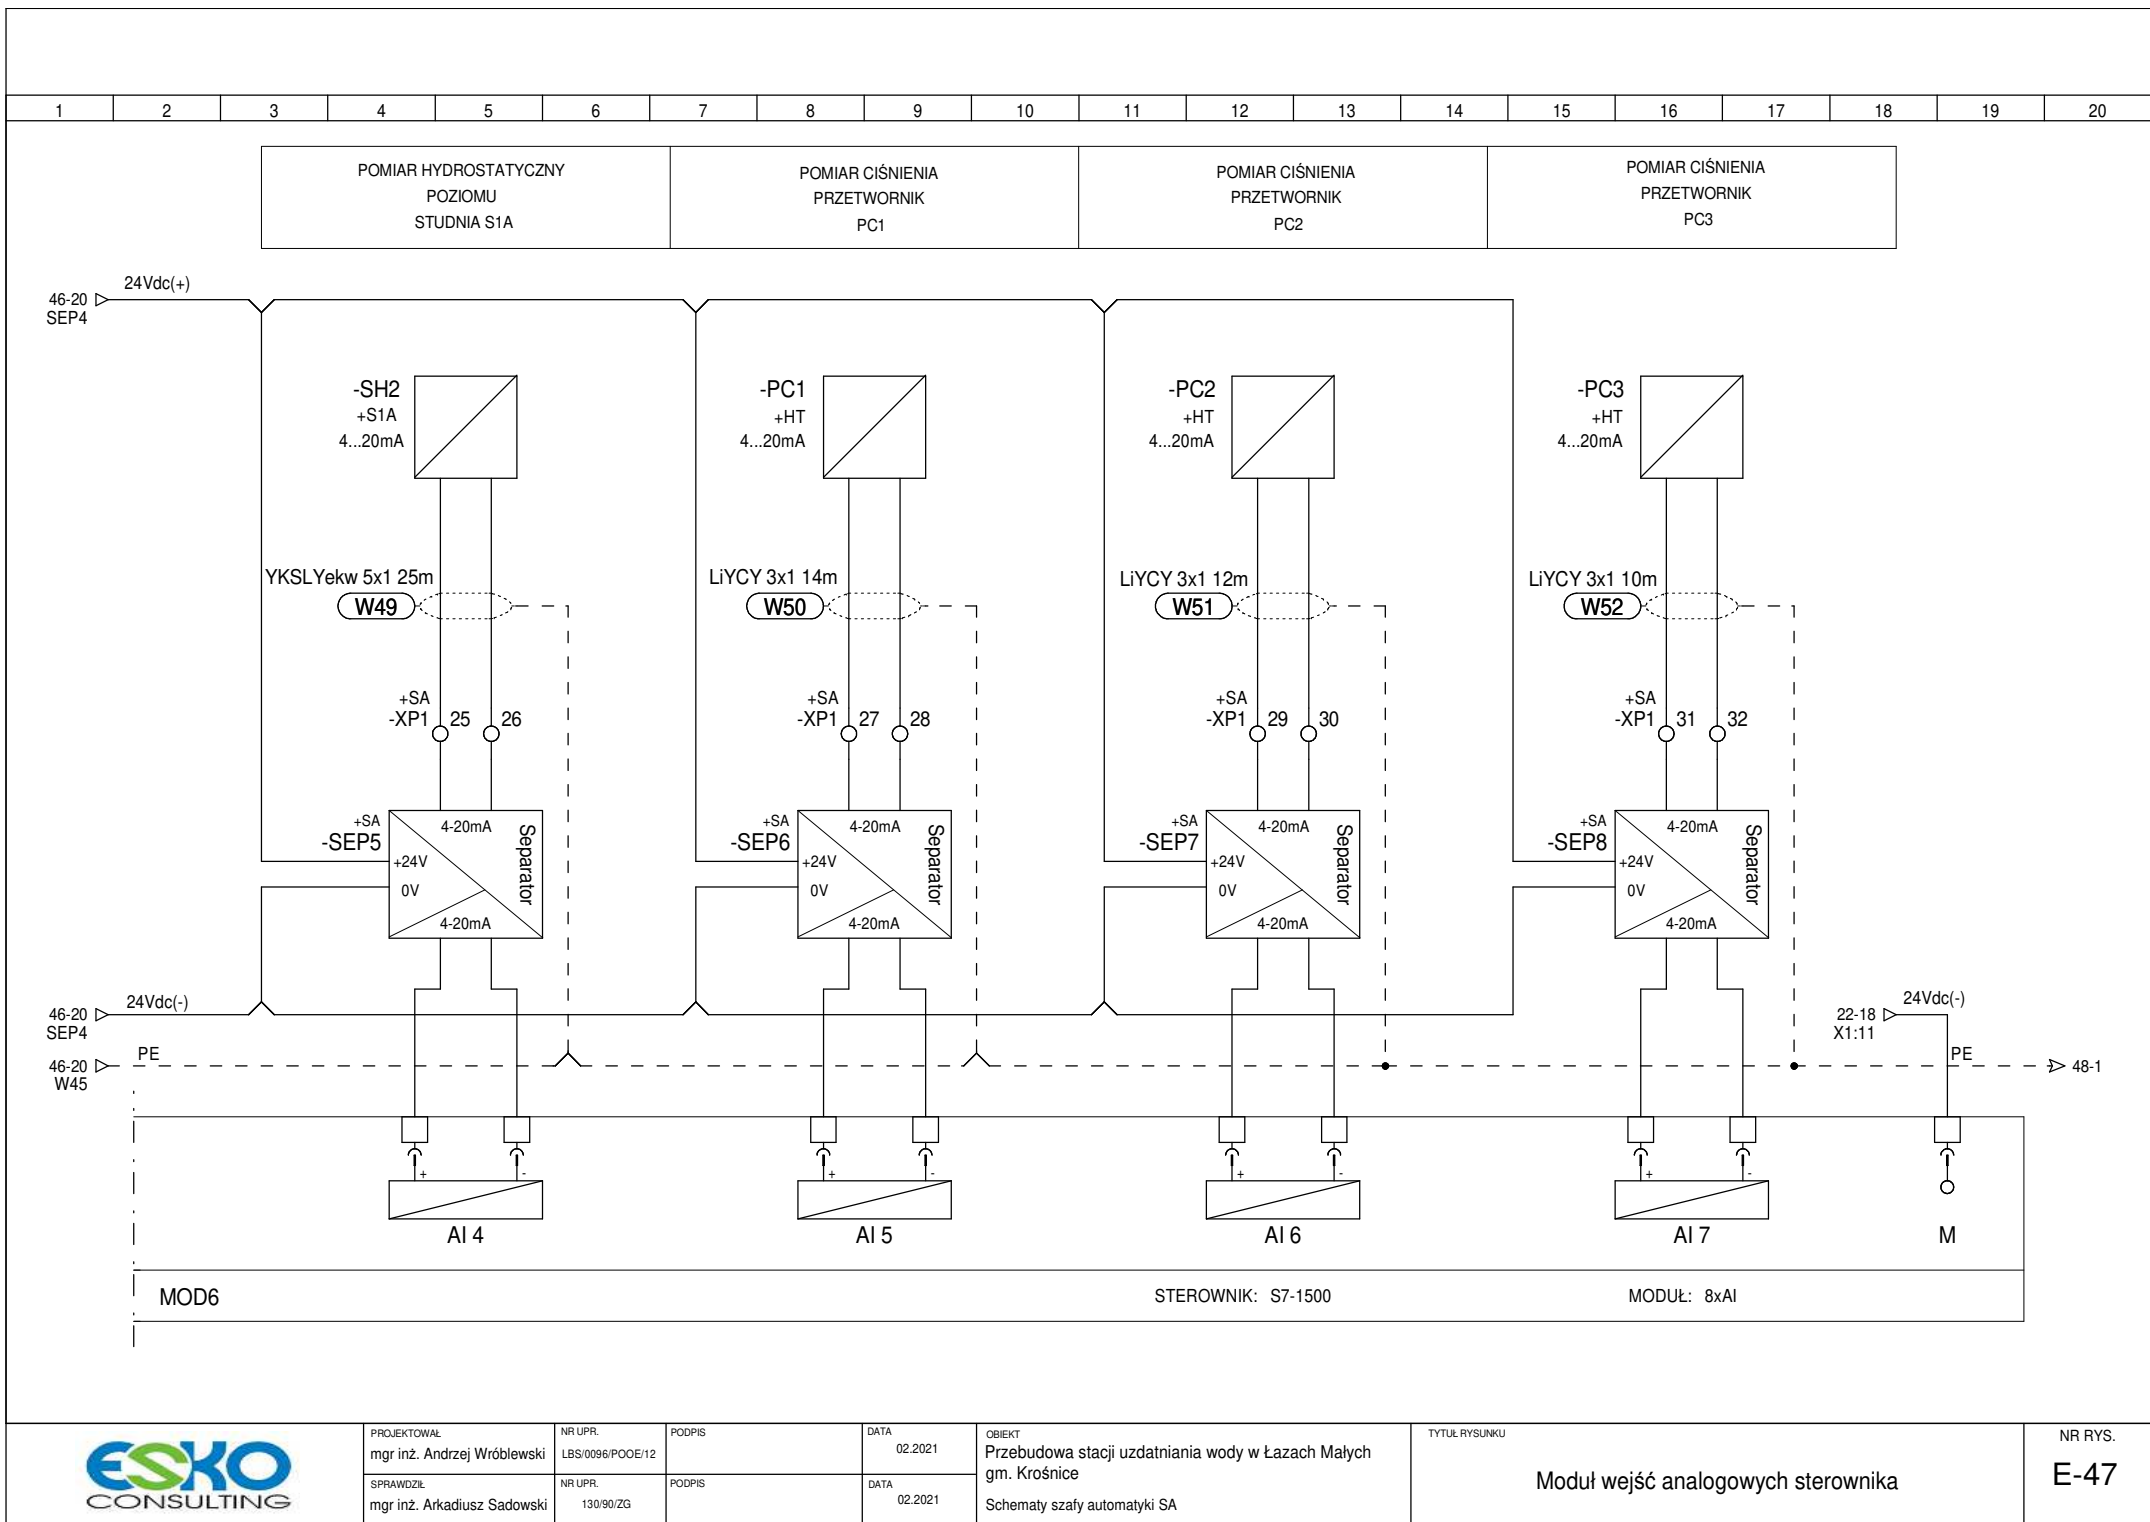 1 2 3 4 5 6 7 8 9 10 11 12 13 14 15 16 17 18 19 20
POMIAR HYDROSTATYCZNY
POZIOMU
STUDNIA S1A
POMIAR CIŚNIENIA
PRZETWORNIK
PC1
POMIAR CIŚNIENIA
PRZETWORNIK
PC2
POMIAR CIŚNIENIA
PRZETWORNIK
PC3
24Vdc(+)
46-20
SEP4
-SH2
+S1A
4...20mA
-PC1
+HT
4...20mA
-PC2
+HT
4...20mA
-PC3
+HT
4...20mA
YKSLYekw 5x1 25m
W49
LiYCY 3x1 14m
W50
LiYCY 3x1 12m
W51
LiYCY 3x1 10m
W52
+SA
-XP1 25 26
+SA
-XP1 27 28
+SA
-XP1 29 30
+SA
-XP1 31 32
+SA
-SEP5
4-20mA
+24V
0V
4-20mA
Separator
+SA
-SEP6
4-20mA
+24V
0V
4-20mA
Separator
+SA
-SEP7
4-20mA
+24V
0V
4-20mA
Separator
+SA
-SEP8
4-20mA
+24V
0V
4-20mA
Separator
24Vdc(-)
46-20
SEP4
24Vdc(-)
22-18
X1:11
PE
46-20
W45
PE
48-1
+ -
+ -
+ -
+ -
AI 4
AI 5
AI 6
AI 7
M
MOD6
STEROWNIK: S7-1500
MODUŁ: 8xAI
ESKO
CONSULTING
PROJEKTOWAŁ
mgr inż. Andrzej Wróblewski
NR UPR.
LBS/0096/POOE/12
PODPIS
DATA
02.2021
SPRAWDZIŁ
mgr inż. Arkadiusz Sadowski
NR UPR.
130/90/ZG
PODPIS
DATA
02.2021
OBIEKT
Przebudowa stacji uzdatniania wody w Łazach Małych
gm. Krośnice
Schematy szafy automatyki SA
TYTUŁ RYSUNKU
Moduł wejść analogowych sterownika
NR RYS.
E-47